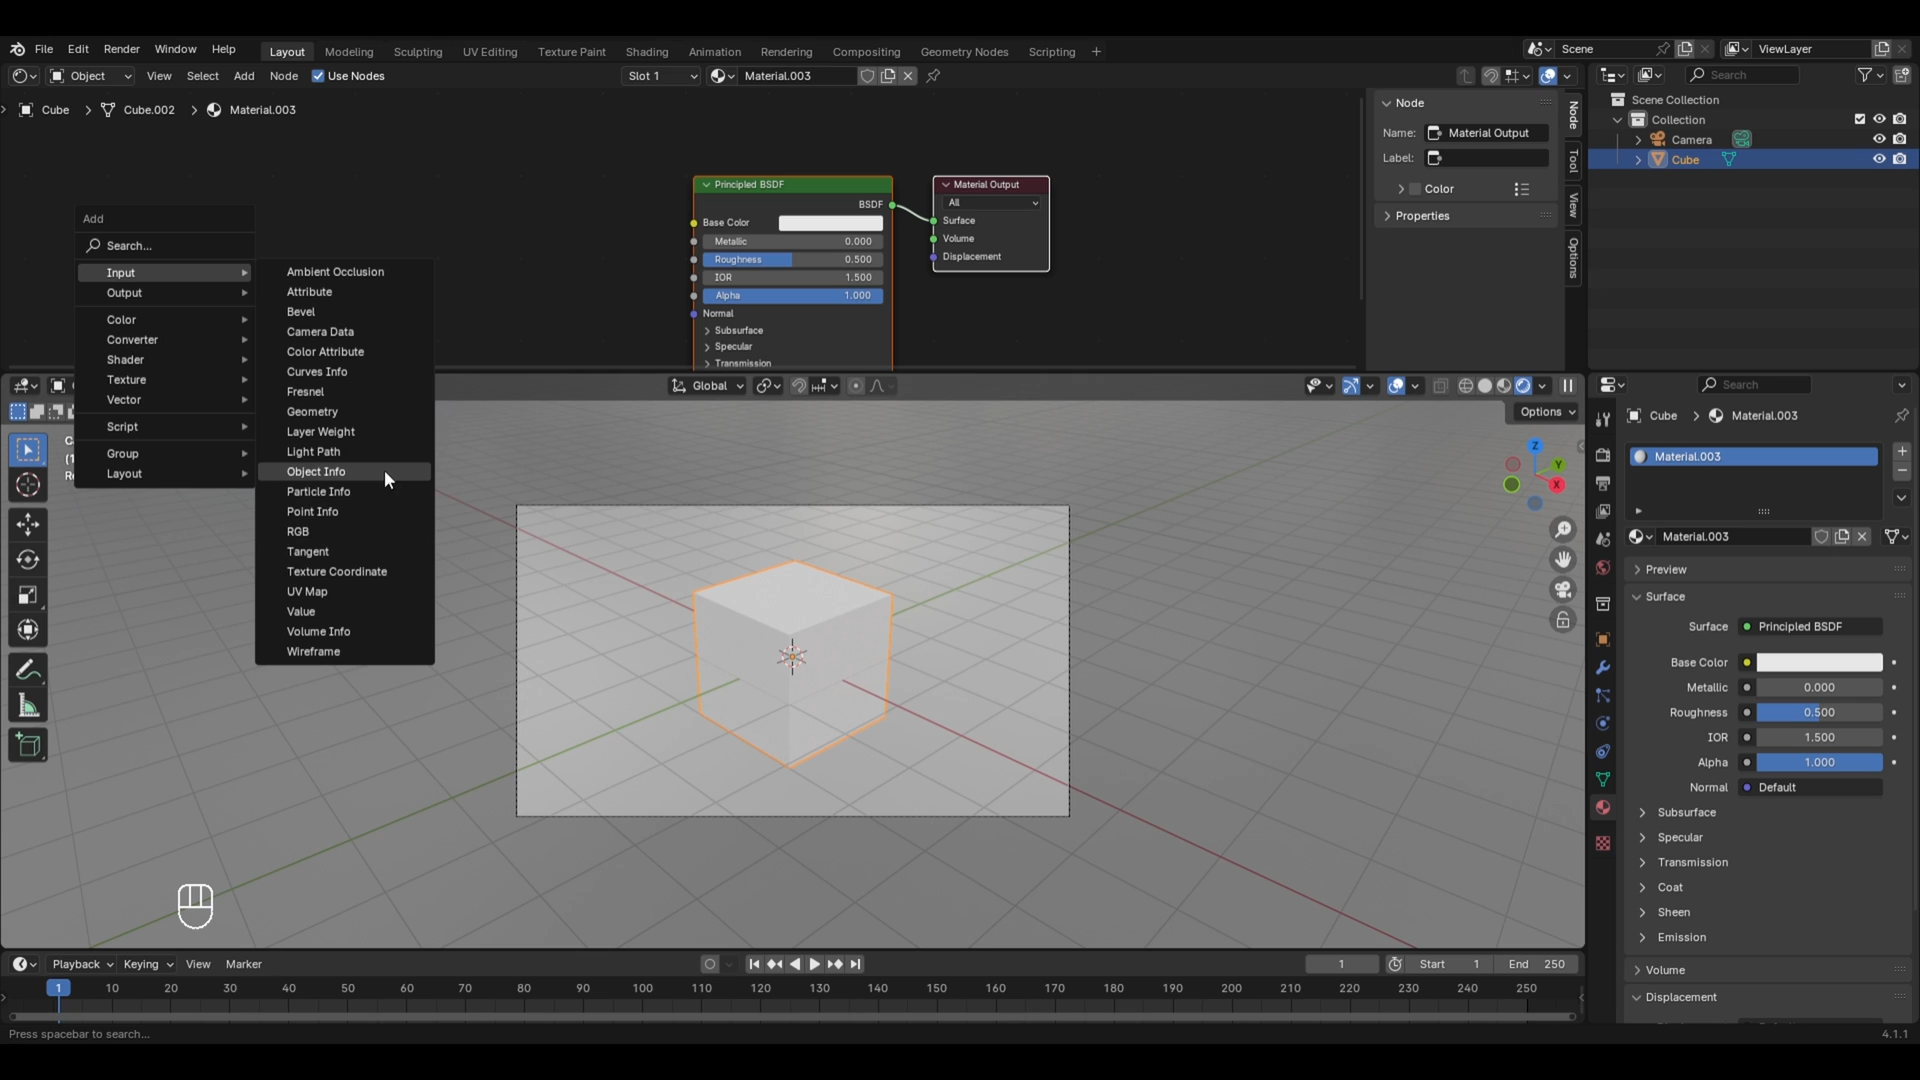 File Edit Render Window Help Layout Modeling Sculpting UV Editing Texture Paint Shading Animation Rendering Compositing Geometry Nodes Scripting + Scene ViewLayer
Object View Select Add Node Use Nodes Slot 1 Material.003 Search
Cube > Cube.002 > Material.003
Node
Name: Material Output
Label:
Color
Properties
Node
Tool
View
Options
Scene Collection
Collection
Camera
Cube
Principled BSDF
BSDF
Base Color
Metallic 0.000
Roughness 0.500
IOR 1.500
Alpha 1.000
Normal
Subsurface
Specular
Transmission
Material Output
All
Surface
Volume
Displacement
Add
Search...
Input
Output
Color
Converter
Shader
Texture
Vector
Script
Group
Layout
Ambient Occlusion
Attribute
Bevel
Camera Data
Color Attribute
Curves Info
Fresnel
Geometry
Layer Weight
Light Path
Object Info
Particle Info
Point Info
RGB
Tangent
Texture Coordinate
UV Map
Value
Volume Info
Wireframe
Global
Options
Z
Y
X
Search
Cube > Material.003
Material.003
Material.003
Preview
Surface
Surface Principled BSDF
Base Color
Metallic 0.000
Roughness 0.500
IOR 1.500
Alpha 1.000
Normal Default
Subsurface
Specular
Transmission
Coat
Sheen
Emission
Volume
Displacement
Playback Keying View Marker 1 Start 1 End 250
1 10 20 30 40 50 60 70 80 90 100 110 120 130 140 150 160 170 180 190 200 210 220 230 240 250
Press spacebar to search... 4.1.1